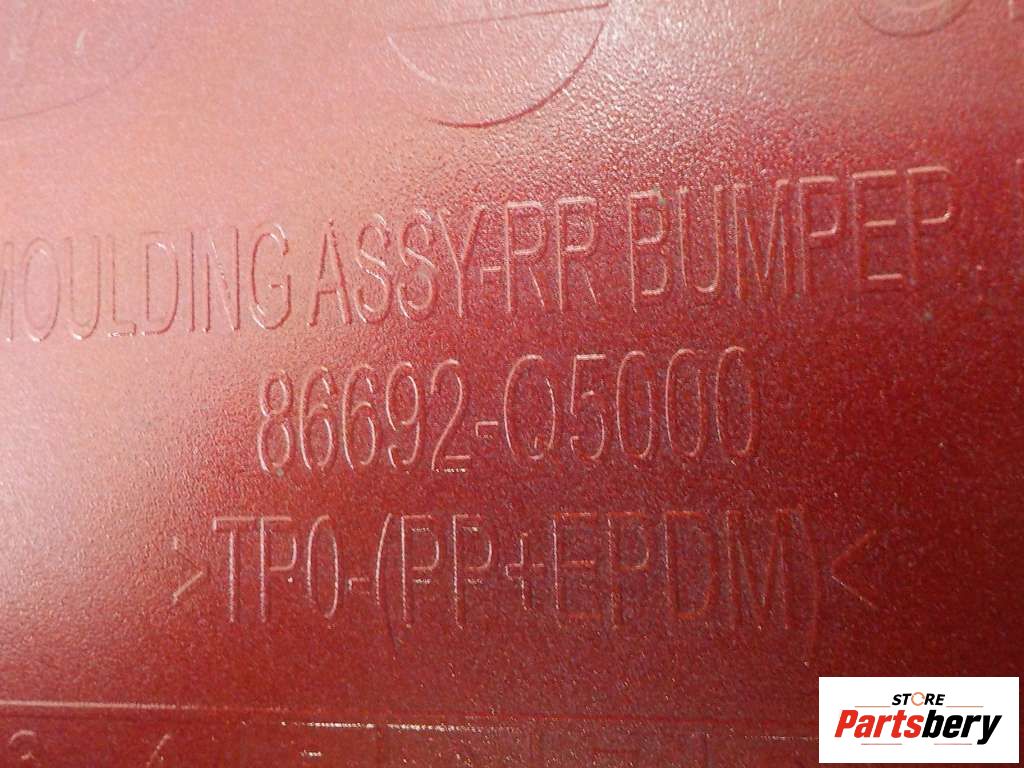 MOULDING ASSY-RR BUMPER
86692-Q5000
>TPO-(PP+EPDM)<
STORE
Partsbery